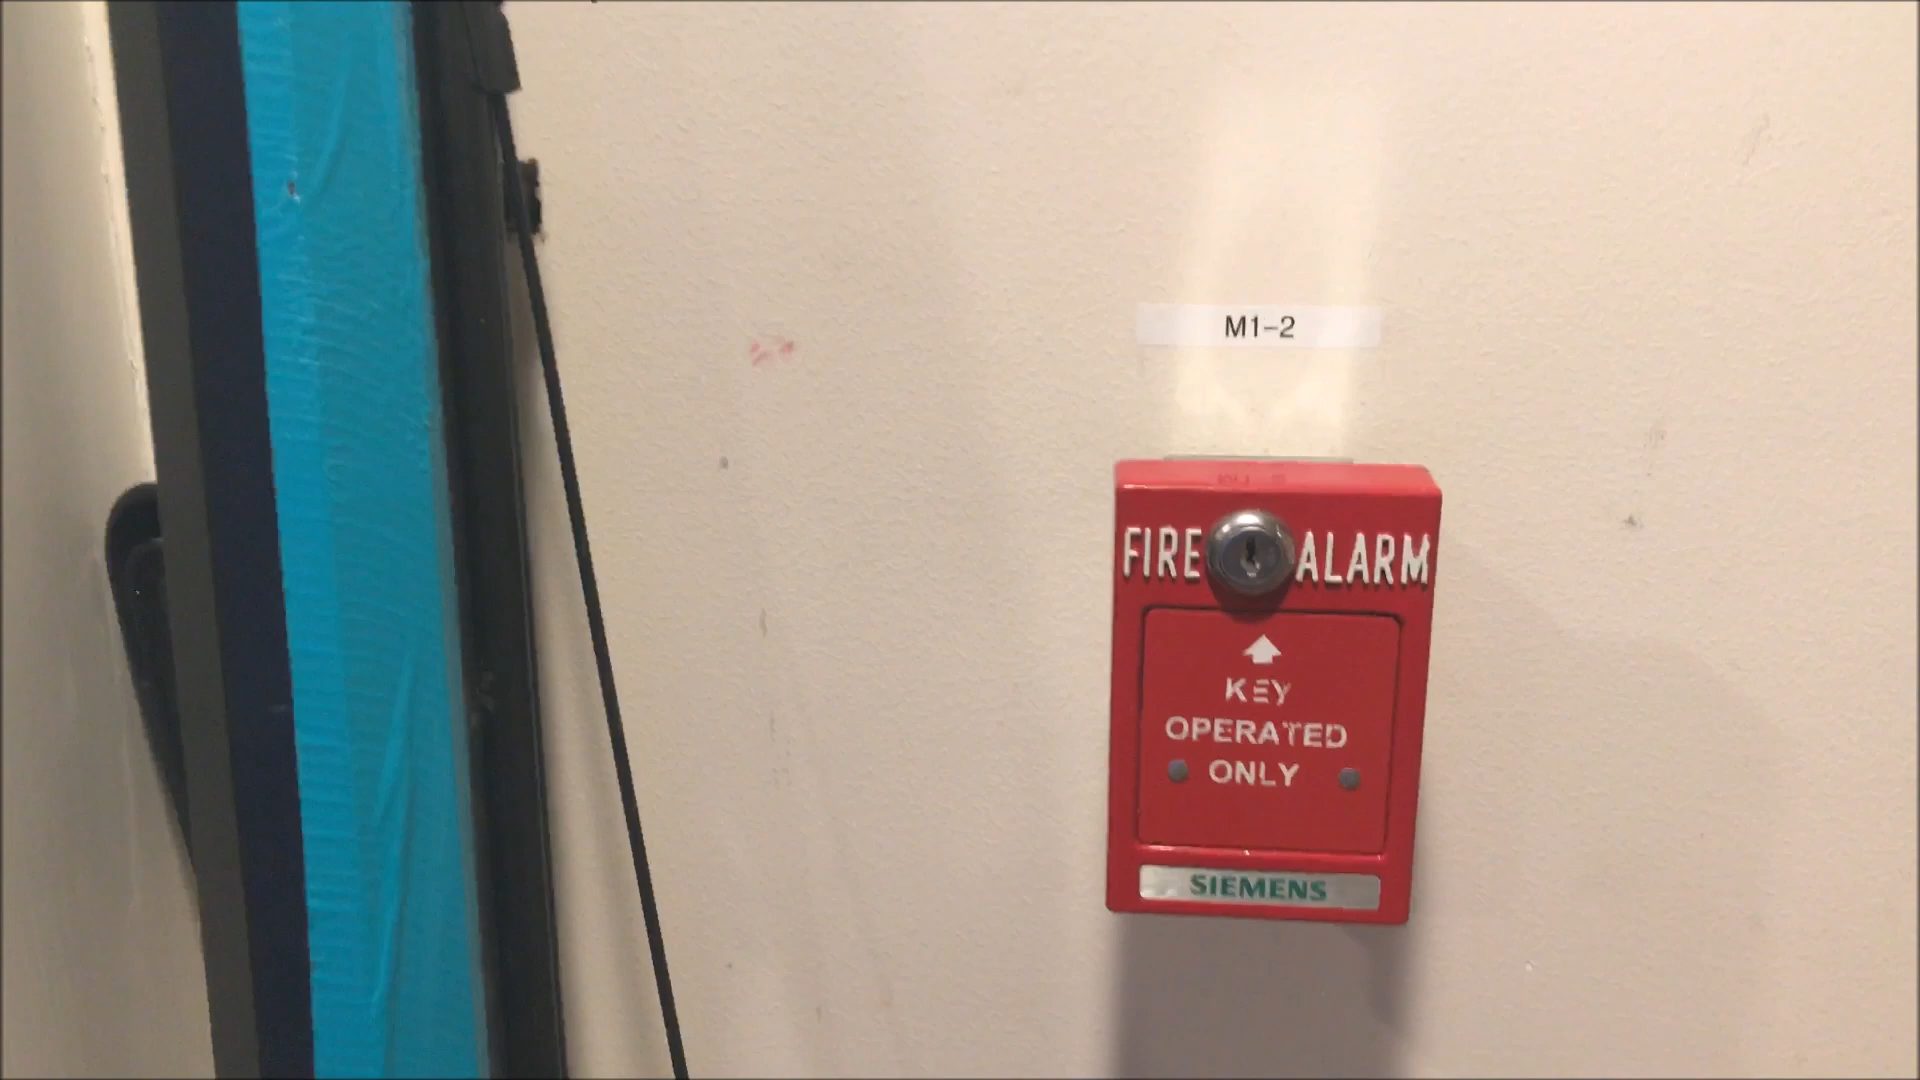 M1-2
FIRE ALARM
KEY
OPERATED
ONLY
SIEMENS